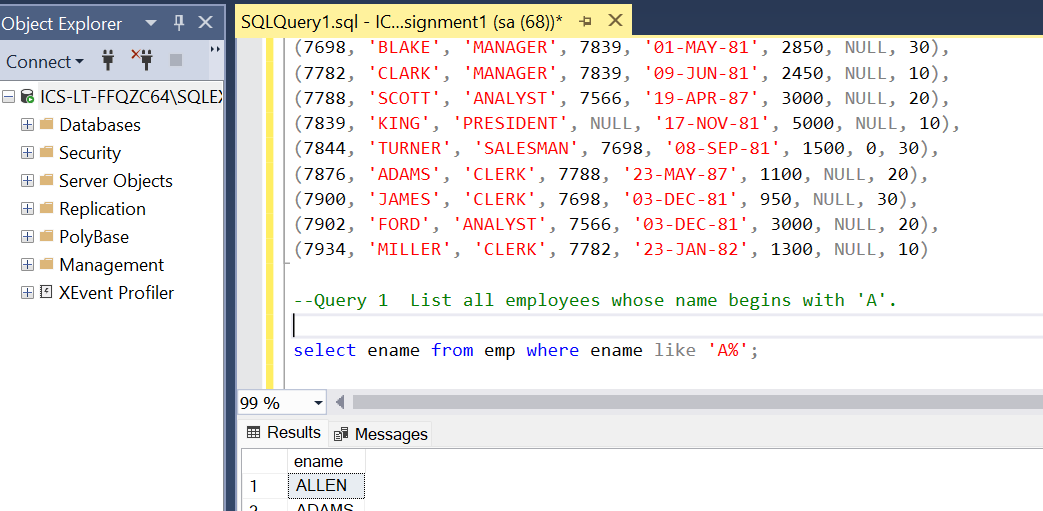 Object Explorer
Connect
ICS-LT-FFQZC64\SQLEX
Databases
Security
Server Objects
Replication
PolyBase
Management
XEvent Profiler
SQLQuery1.sql - IC...signment1 (sa (68))*
(7698, 'BLAKE', 'MANAGER', 7839, '01-MAY-81', 2850, NULL, 30),
(7782, 'CLARK', 'MANAGER', 7839, '09-JUN-81', 2450, NULL, 10),
(7788, 'SCOTT', 'ANALYST', 7566, '19-APR-87', 3000, NULL, 20),
(7839, 'KING', 'PRESIDENT', NULL, '17-NOV-81', 5000, NULL, 10),
(7844, 'TURNER', 'SALESMAN', 7698, '08-SEP-81', 1500, 0, 30),
(7876, 'ADAMS', 'CLERK', 7788, '23-MAY-87', 1100, NULL, 20),
(7900, 'JAMES', 'CLERK', 7698, '03-DEC-81', 950, NULL, 30),
(7902, 'FORD', 'ANALYST', 7566, '03-DEC-81', 3000, NULL, 20),
(7934, 'MILLER', 'CLERK', 7782, '23-JAN-82', 1300, NULL, 10)
--Query 1  List all employees whose name begins with 'A'.
select ename from emp where ename like 'A%';
99 %
Results
Messages
ename
1 ALLEN
2 ADAMS